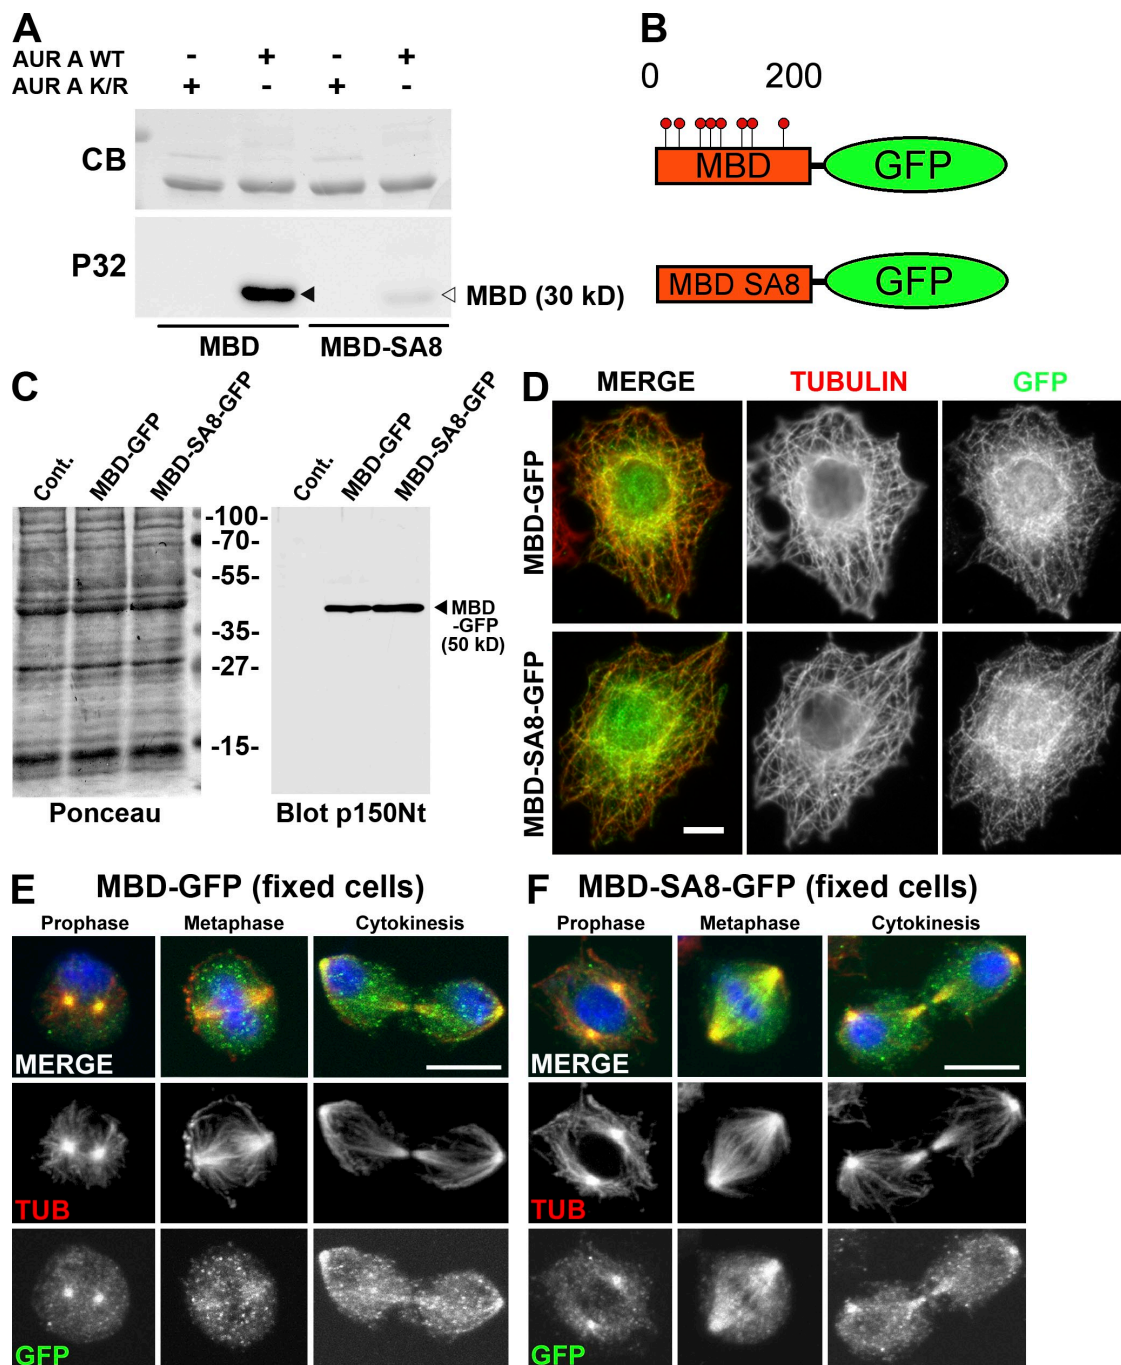 A
AUR A WT - + - +
AUR A K/R + - + -
CB
P32
MBD (30 kD)
MBD
MBD-SA8
B
0 200
MBD
GFP
MBD SA8
GFP
C
Cont.
MBD-GFP
MBD-SA8-GFP
Cont.
MBD-GFP
MBD-SA8-GFP
-100-
-70-
-55-
-35-
-27-
-15-
MBD
-GFP
(50 kD)
Ponceau
Blot p150Nt
D
MERGE TUBULIN GFP
MBD-GFP
MBD-SA8-GFP
E MBD-GFP (fixed cells)
Prophase Metaphase Cytokinesis
MERGE
TUB
GFP
F MBD-SA8-GFP (fixed cells)
Prophase Metaphase Cytokinesis
MERGE
TUB
GFP